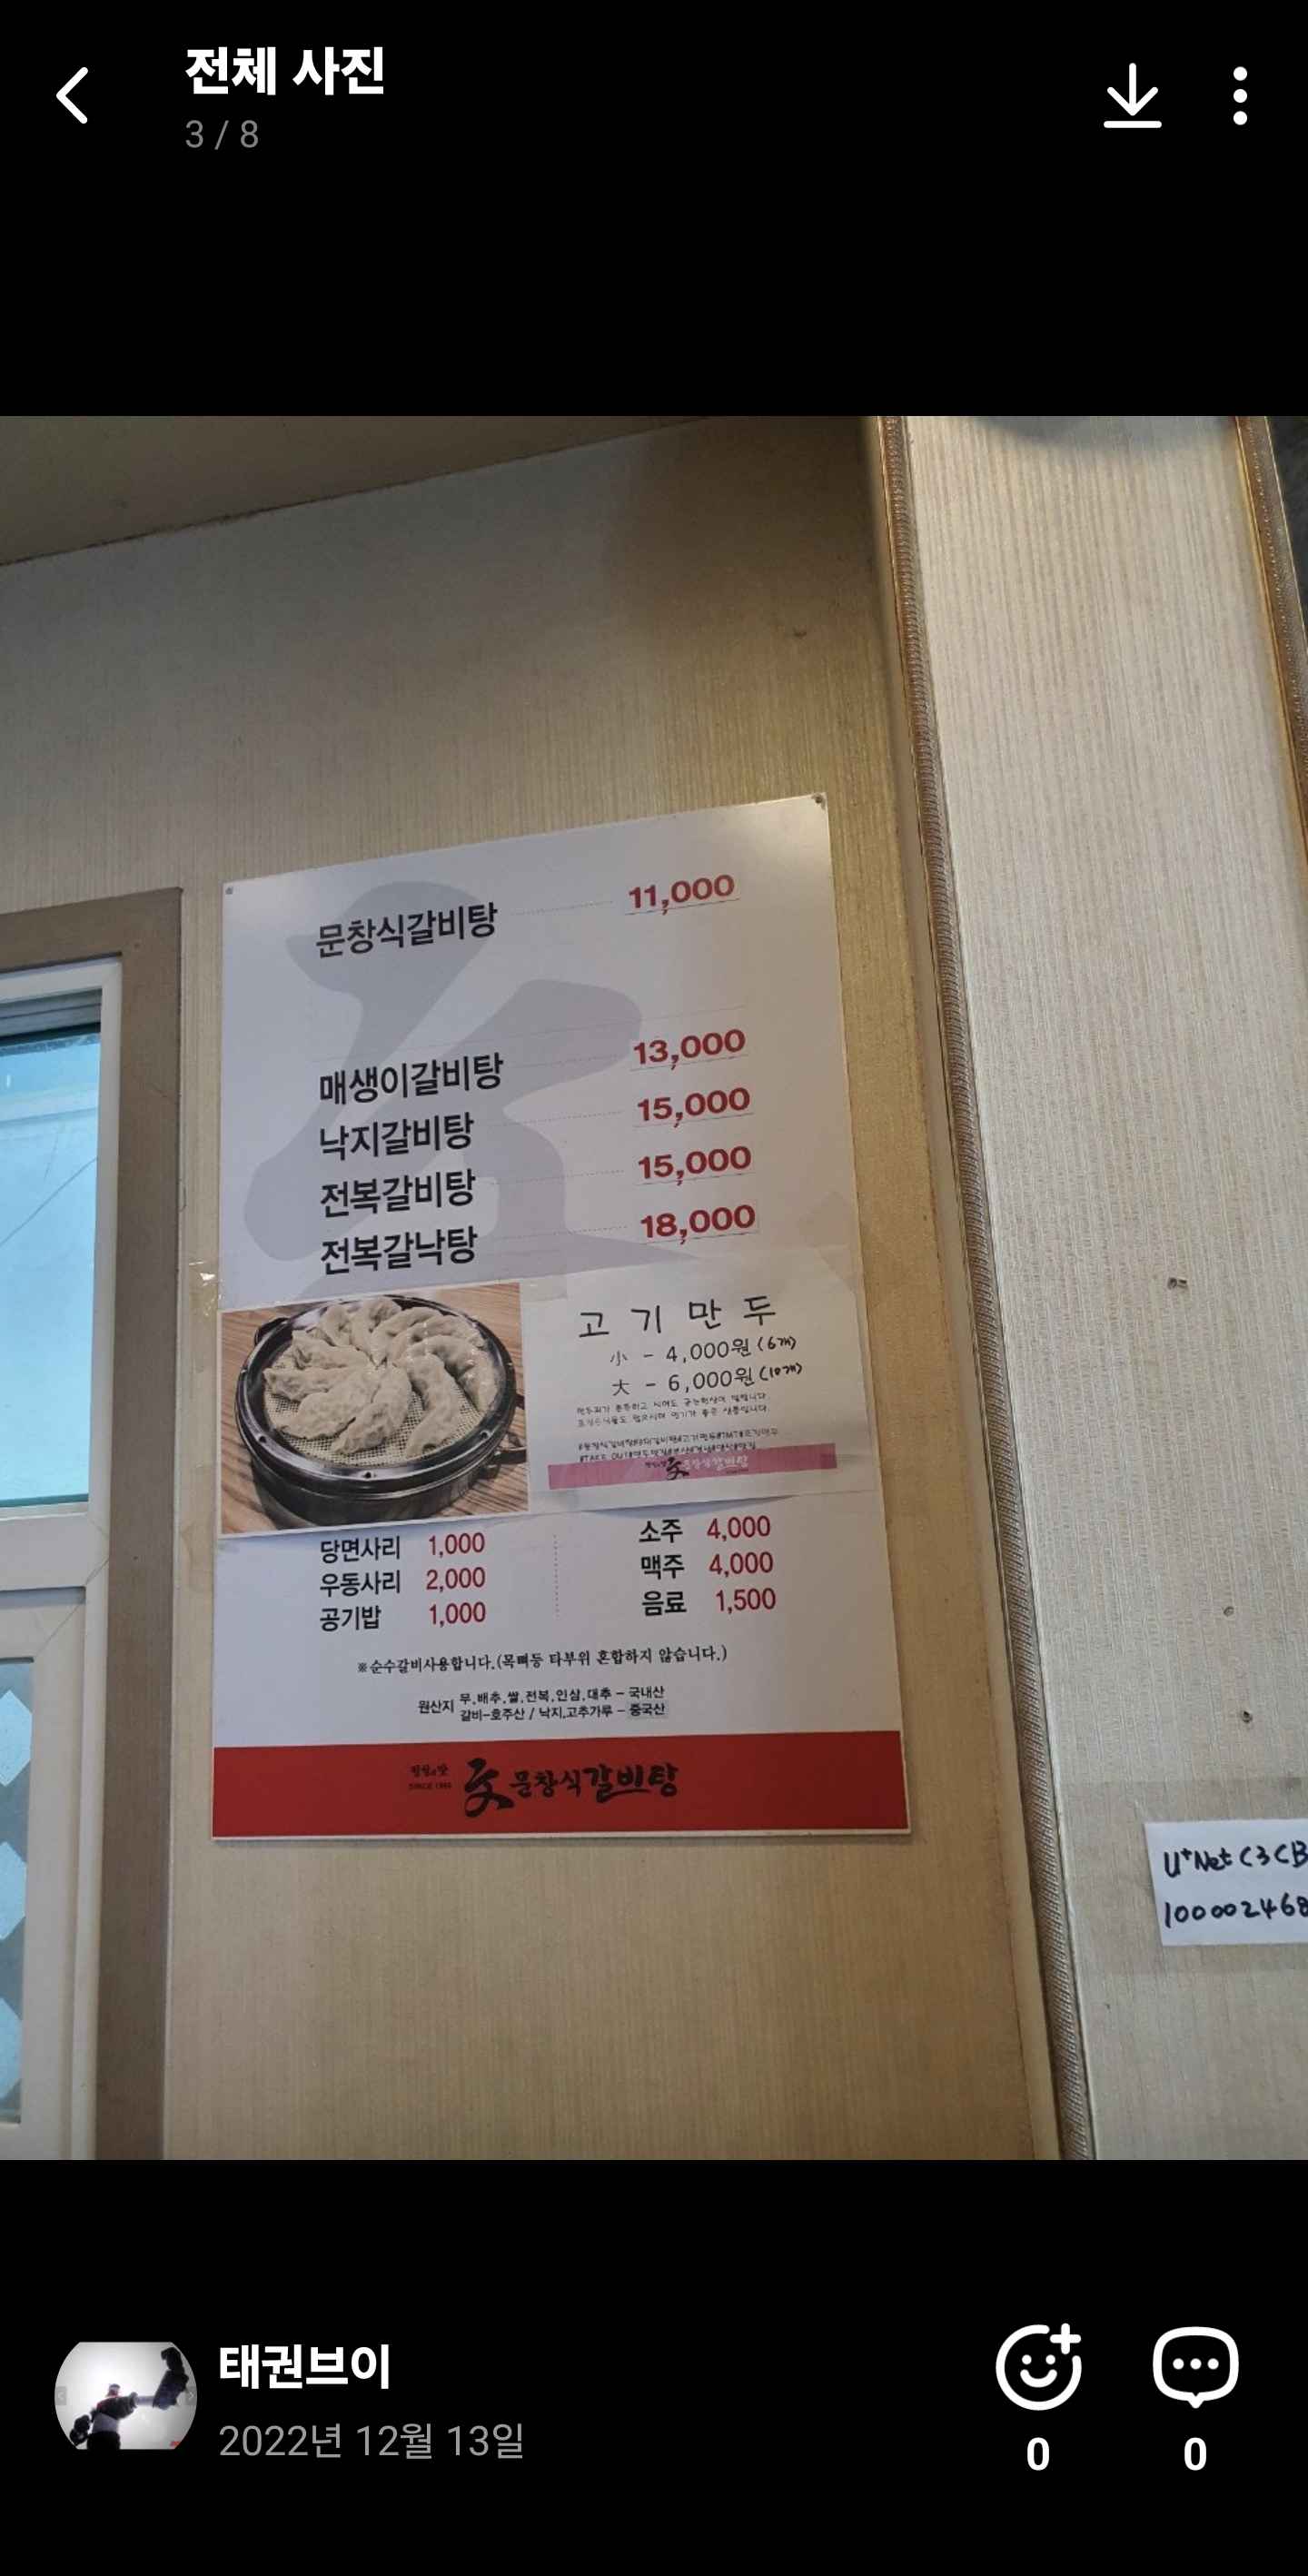 전체 사진
3 / 8
문창식갈비탕 11,000
매생이갈비탕 13,000
낙지갈비탕 15,000
전복갈비탕 15,000
전복갈낙탕 18,000
고기만두
小 - 4,000원 (6개)
大 - 6,000원 (10개)
당면사리 1,000
우동사리 2,000
공기밥 1,000
소주 4,000
맥주 4,000
음료 1,500
※순수갈비사용합니다.(목뼈등 타부위 혼합하지 않습니다.)
원산지 무,배추,쌀,전복,인삼,대추 - 국내산
갈비-호주산 / 낙지,고추가루 - 중국산
文 문창식갈비탕
U+Net C3CB
100002468
태권브이
2022년 12월 13일
0
0